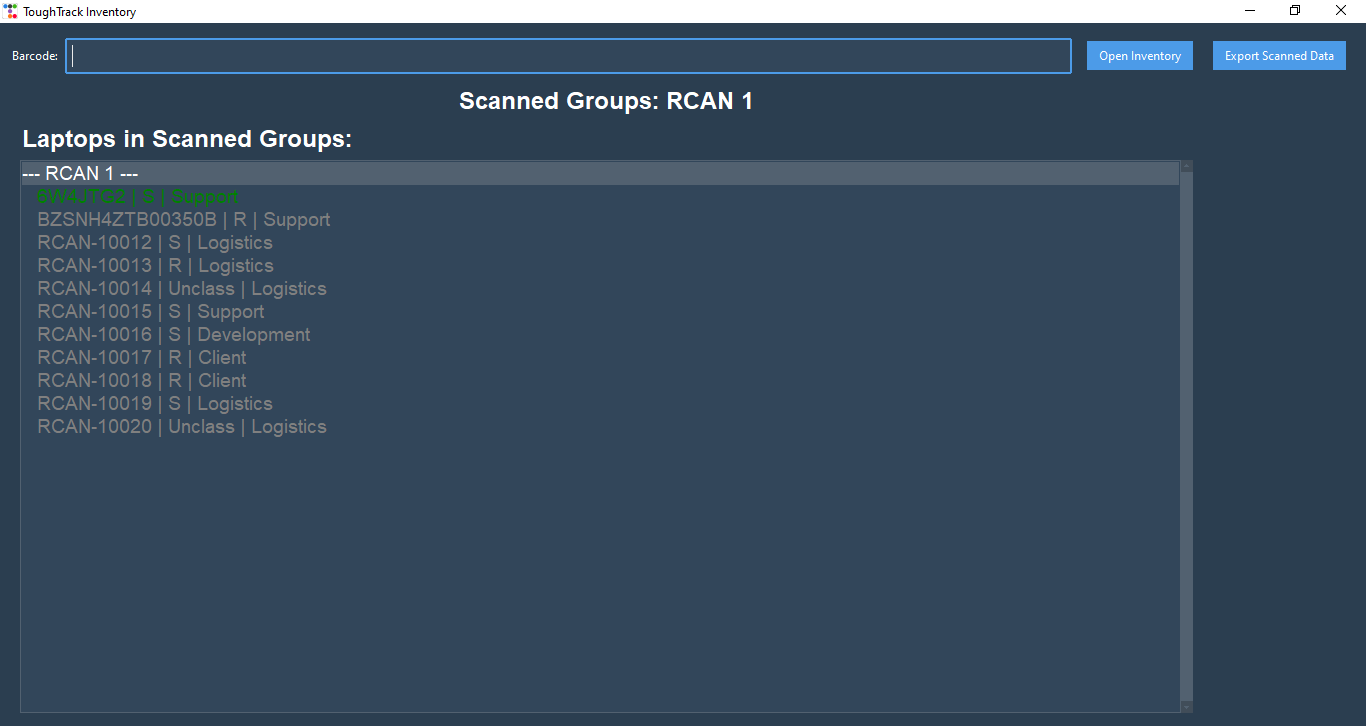 ToughTrack Inventory
Barcode:
Open Inventory
Export Scanned Data
Scanned Groups: RCAN 1
Laptops in Scanned Groups:
--- RCAN 1 ---
6W4JTG2 | S | Support
BZSNH4ZTB00350B | R | Support
RCAN-10012 | S | Logistics
RCAN-10013 | R | Logistics
RCAN-10014 | Unclass | Logistics
RCAN-10015 | S | Support
RCAN-10016 | S | Development
RCAN-10017 | R | Client
RCAN-10018 | R | Client
RCAN-10019 | S | Logistics
RCAN-10020 | Unclass | Logistics